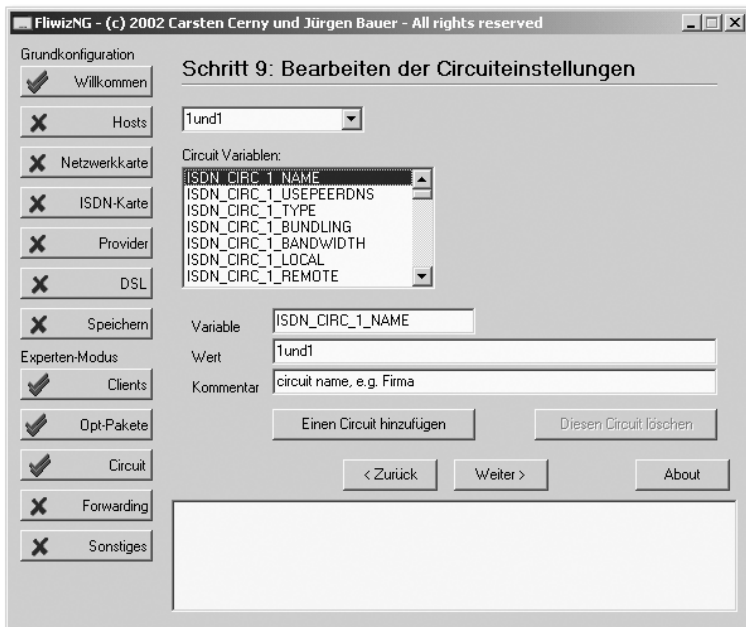 FliwizNG - (c) 2002 Carsten Cerny und Jürgen Bauer - All rights reserved
Grundkonfiguration
Willkommen
Hosts
Netzwerkkarte
ISDN-Karte
Provider
DSL
Speichern
Experten-Modus
Clients
Opt-Pakete
Circuit
Forwarding
Sonstiges
Schritt 9: Bearbeiten der Circuiteinstellungen
1und1
Circuit Variablen:
ISDN_CIRC_1_NAME
ISDN_CIRC_1_USEPEERDNS
ISDN_CIRC_1_TYPE
ISDN_CIRC_1_BUNDLING
ISDN_CIRC_1_BANDWIDTH
ISDN_CIRC_1_LOCAL
ISDN_CIRC_1_REMOTE
Variable ISDN_CIRC_1_NAME
Wert 1und1
Kommentar circuit name, e.g. Firma
Einen Circuit hinzufügen Diesen Circuit löschen
< Zurück Weiter > About